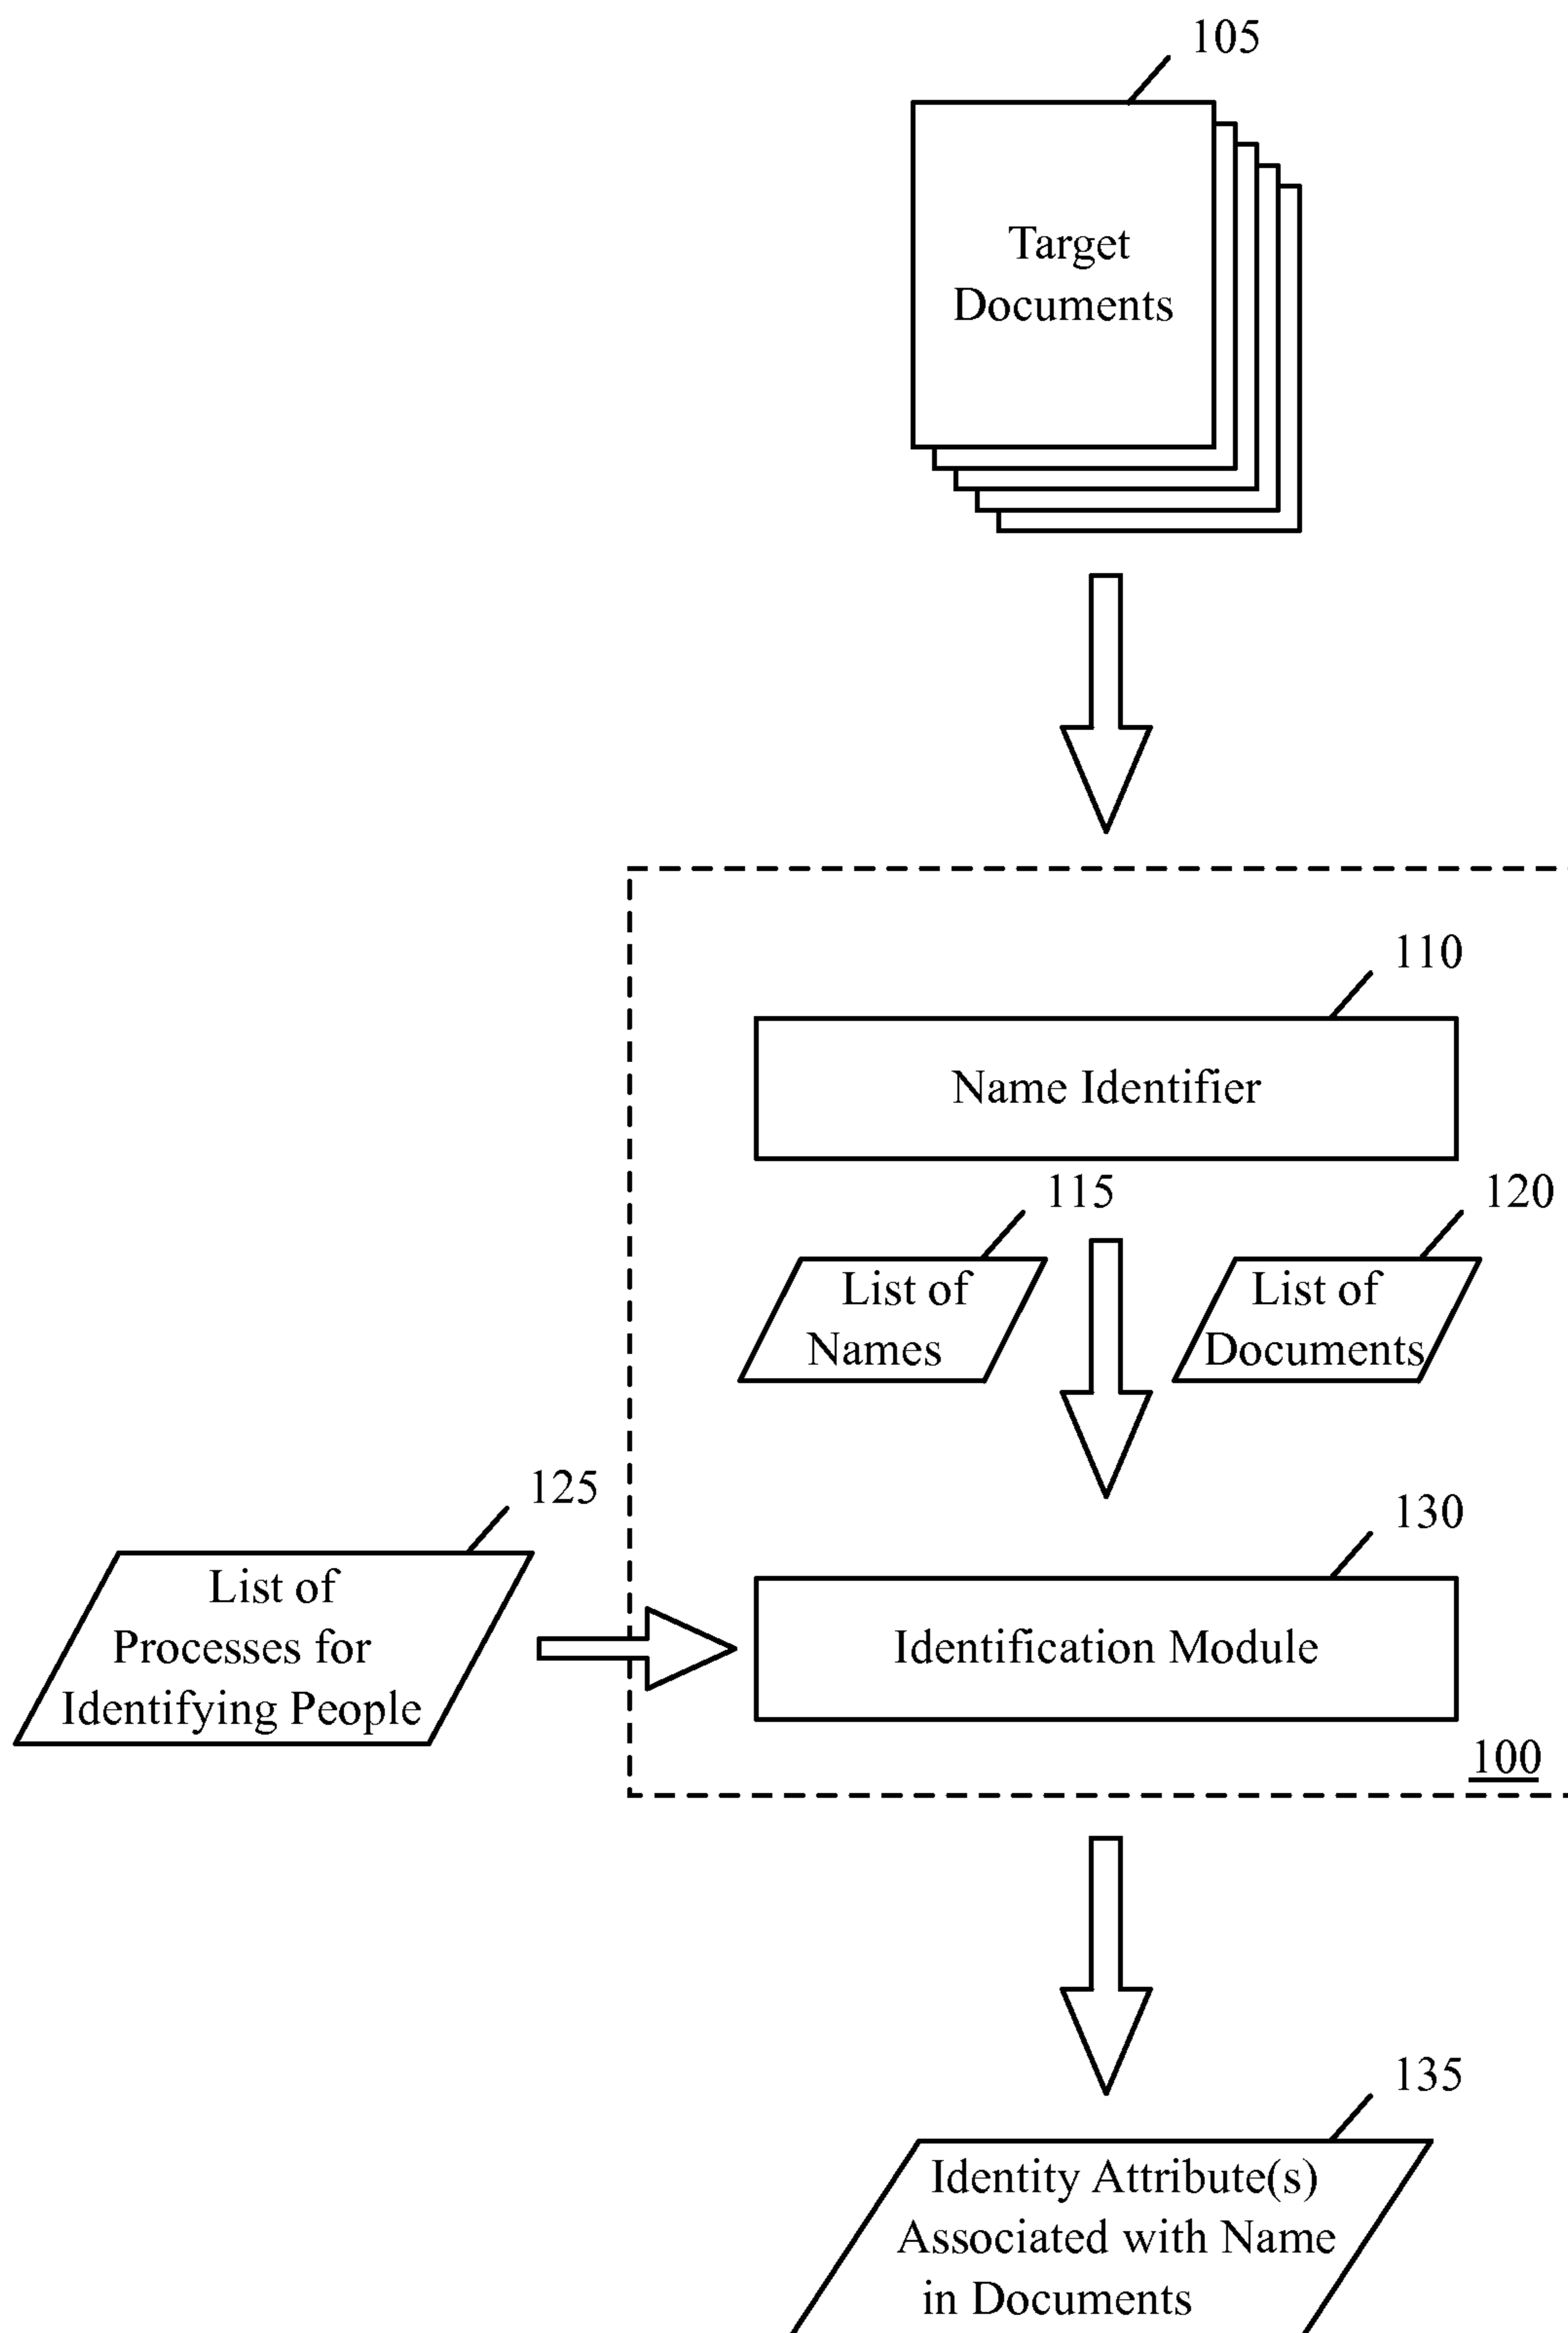 105
Target
Documents
110
Name Identifier
115
120
List of
Names
List of
Documents
125
List of
Processes for
Identifying People
130
Identification Module
100
135
Identity Attribute(s)
Associated with Name
in Documents